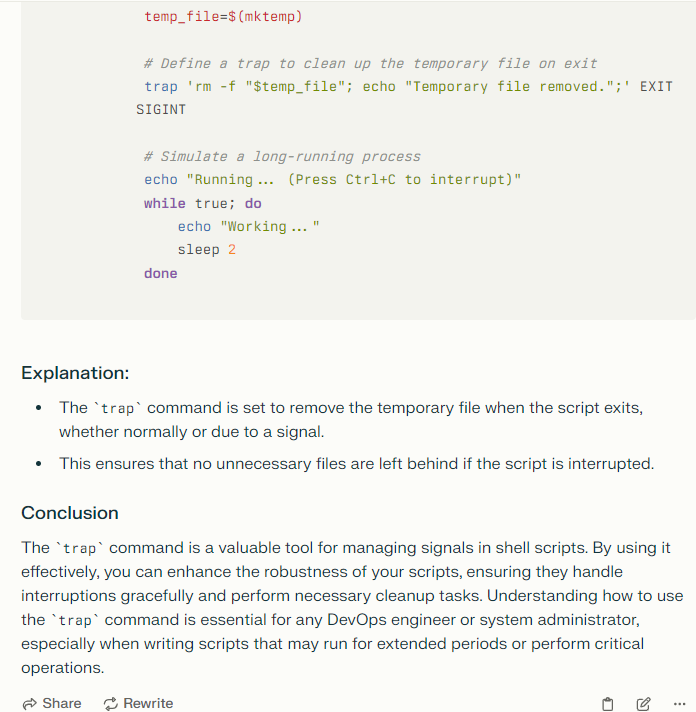 temp_file=$(mktemp)
# Define a trap to clean up the temporary file on exit
trap 'rm -f "$temp_file"; echo "Temporary file removed.";' EXIT
SIGINT
# Simulate a long-running process
echo "Running... (Press Ctrl+C to interrupt)"
while true; do
    echo "Working..."
    sleep 2
done
Explanation:
• The `trap` command is set to remove the temporary file when the script exits,
whether normally or due to a signal.
• This ensures that no unnecessary files are left behind if the script is interrupted.
Conclusion
The `trap` command is a valuable tool for managing signals in shell scripts. By using it
effectively, you can enhance the robustness of your scripts, ensuring they handle
interruptions gracefully and perform necessary cleanup tasks. Understanding how to use
the `trap` command is essential for any DevOps engineer or system administrator,
especially when writing scripts that may run for extended periods or perform critical
operations.
Share Rewrite